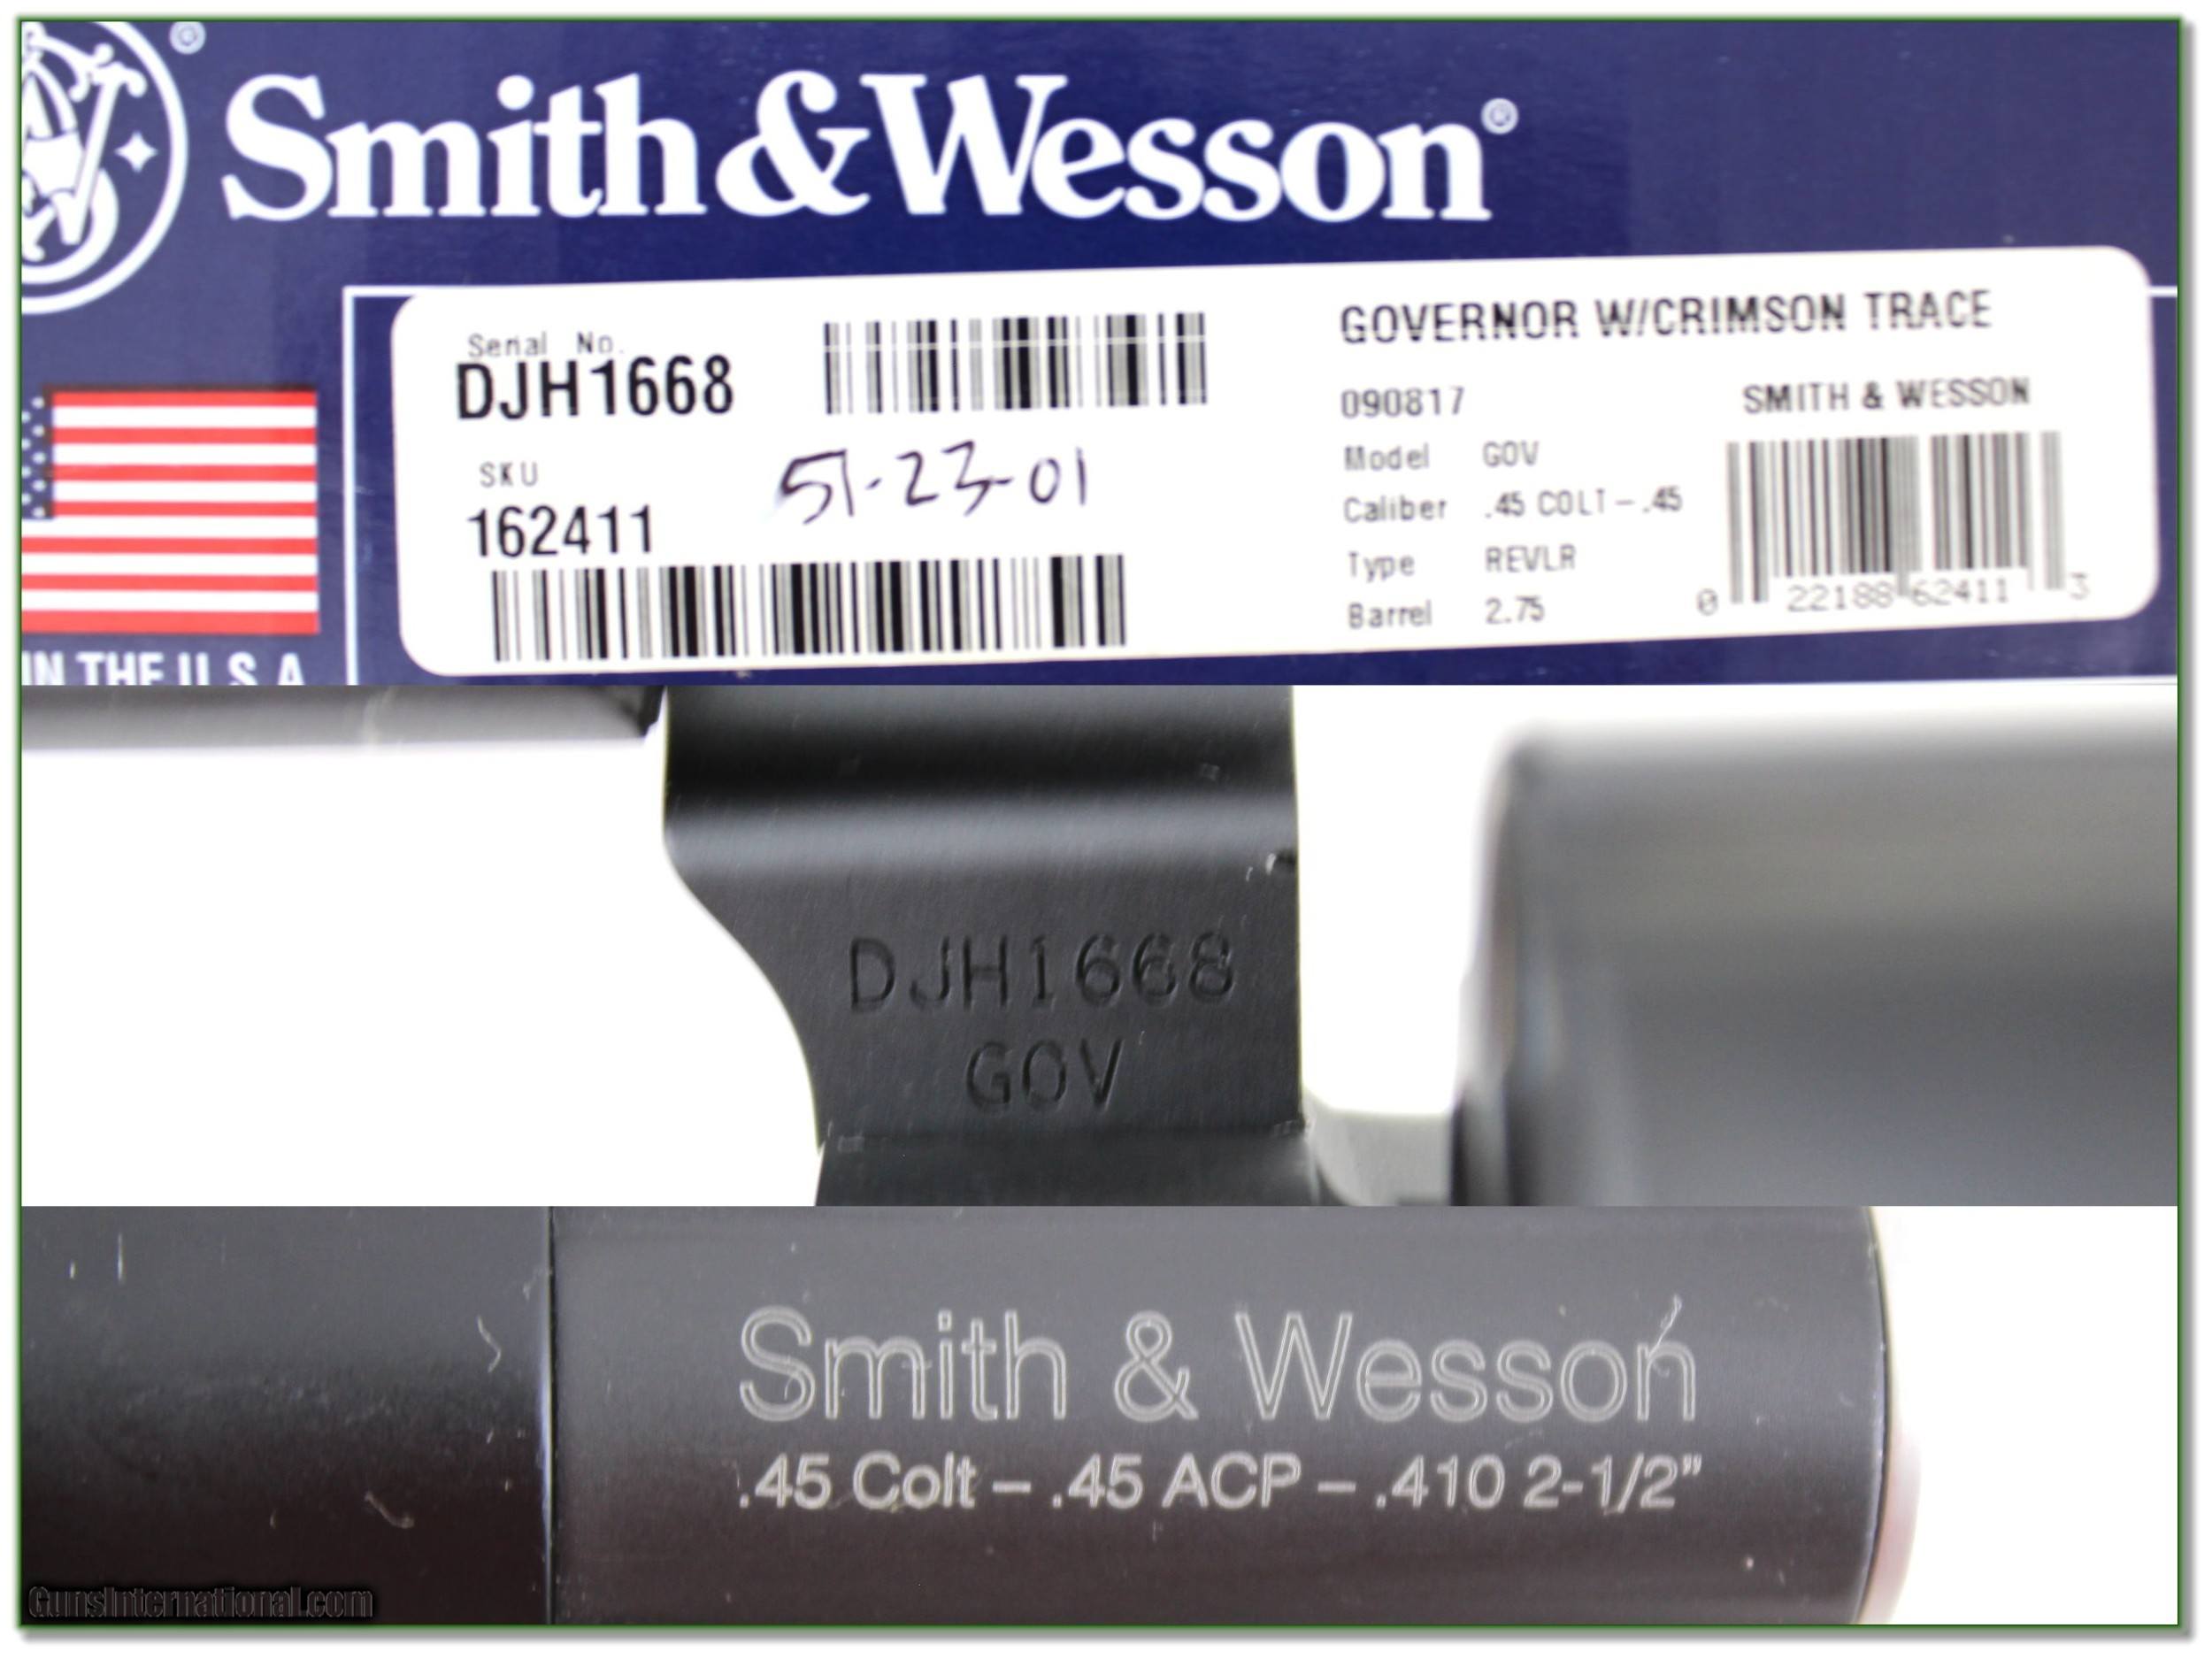 Smith & Wesson®
Serial No.
DJH1668
SKU
51-23-01
162411
GOVERNOR W/CRIMSON TRACE
090817
SMITH & WESSON
Model GOV
Caliber .45 COLT-.45
Type REVLR
Barrel 2.75
0 22188 62411 3
IN THE U.S.A
DJH1668
GOV
Smith & Wesson
.45 Colt – .45 ACP – .410 2-1/2”
GunsInternational.com